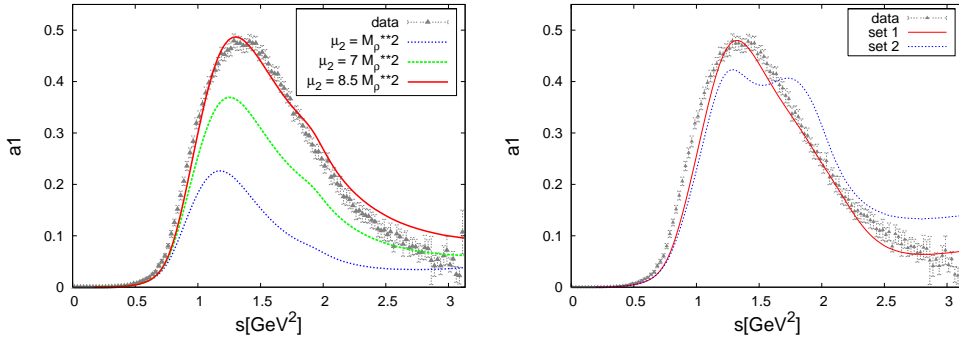 a1
0.5
0.4
0.3
0.2
0.1
0
0 0.5 1 1.5 2 2.5 3
s[GeV²]
data
μ₂ = Mρ**2
μ₂ = 7 Mρ**2
μ₂ = 8.5 Mρ**2
a1
0.5
0.4
0.3
0.2
0.1
0
0 0.5 1 1.5 2 2.5 3
s[GeV²]
data
set 1
set 2